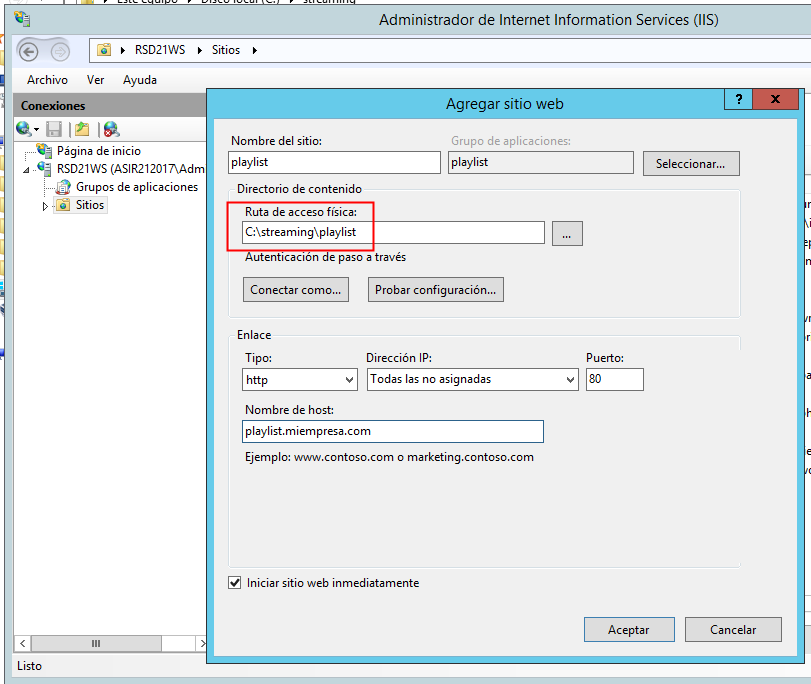 Este equipo
Disco local (C:)
streaming
Administrador de Internet Information Services (IIS)
RSD21WS
Sitios
Archivo Ver Ayuda
Conexiones
Página de inicio
RSD21WS (ASIR212017\Adm
Grupos de aplicaciones
Sitios
Listo
Agregar sitio web
? x
Nombre del sitio:
Grupo de aplicaciones:
playlist
playlist
Seleccionar...
Directorio de contenido
Ruta de acceso física:
C:\streaming\playlist
...
Autenticación de paso a través
Conectar como...
Probar configuración...
Enlace
Tipo:
Dirección IP:
Puerto:
http
Todas las no asignadas
80
Nombre de host:
playlist.miempresa.com
Ejemplo: www.contoso.com o marketing.contoso.com
Iniciar sitio web inmediatamente
Aceptar
Cancelar